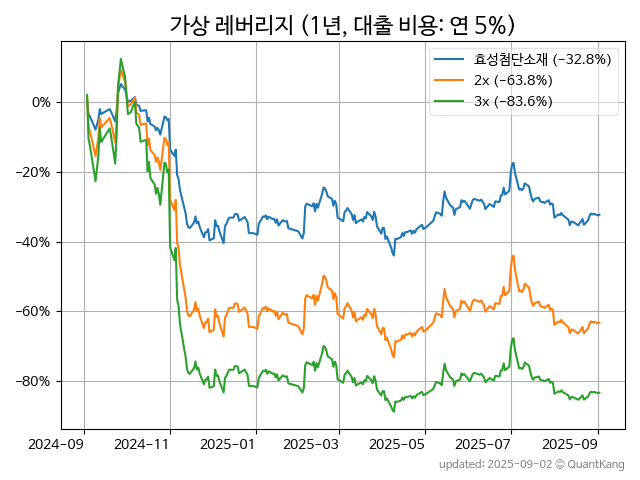 가상 레버리지 (1년, 대출 비용: 연 5%)
효성첨단소재 (−32.8%)
2x (−63.8%)
3x (−83.6%)
0%
−20%
−40%
−60%
−80%
2024-09 2024-11 2025-01 2025-03 2025-05 2025-07 2025-09
updated: 2025-09-02 © QuantKang